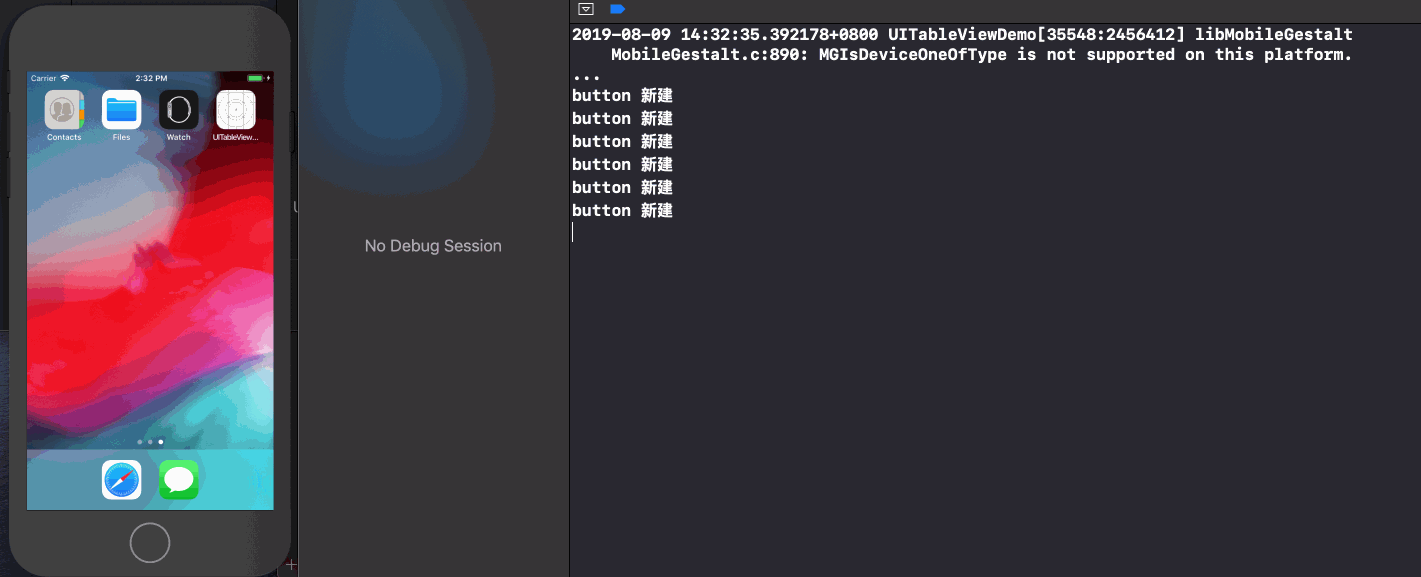 Carrier 2:32 PM
Contacts Files Watch UITableView...
No Debug Session
2019-08-09 14:32:35.392178+0800 UITableViewDemo[35548:2456412] libMobileGestalt
MobileGestalt.c:890: MGIsDeviceOneOfType is not supported on this platform.
...
button 新建
button 新建
button 新建
button 新建
button 新建
button 新建